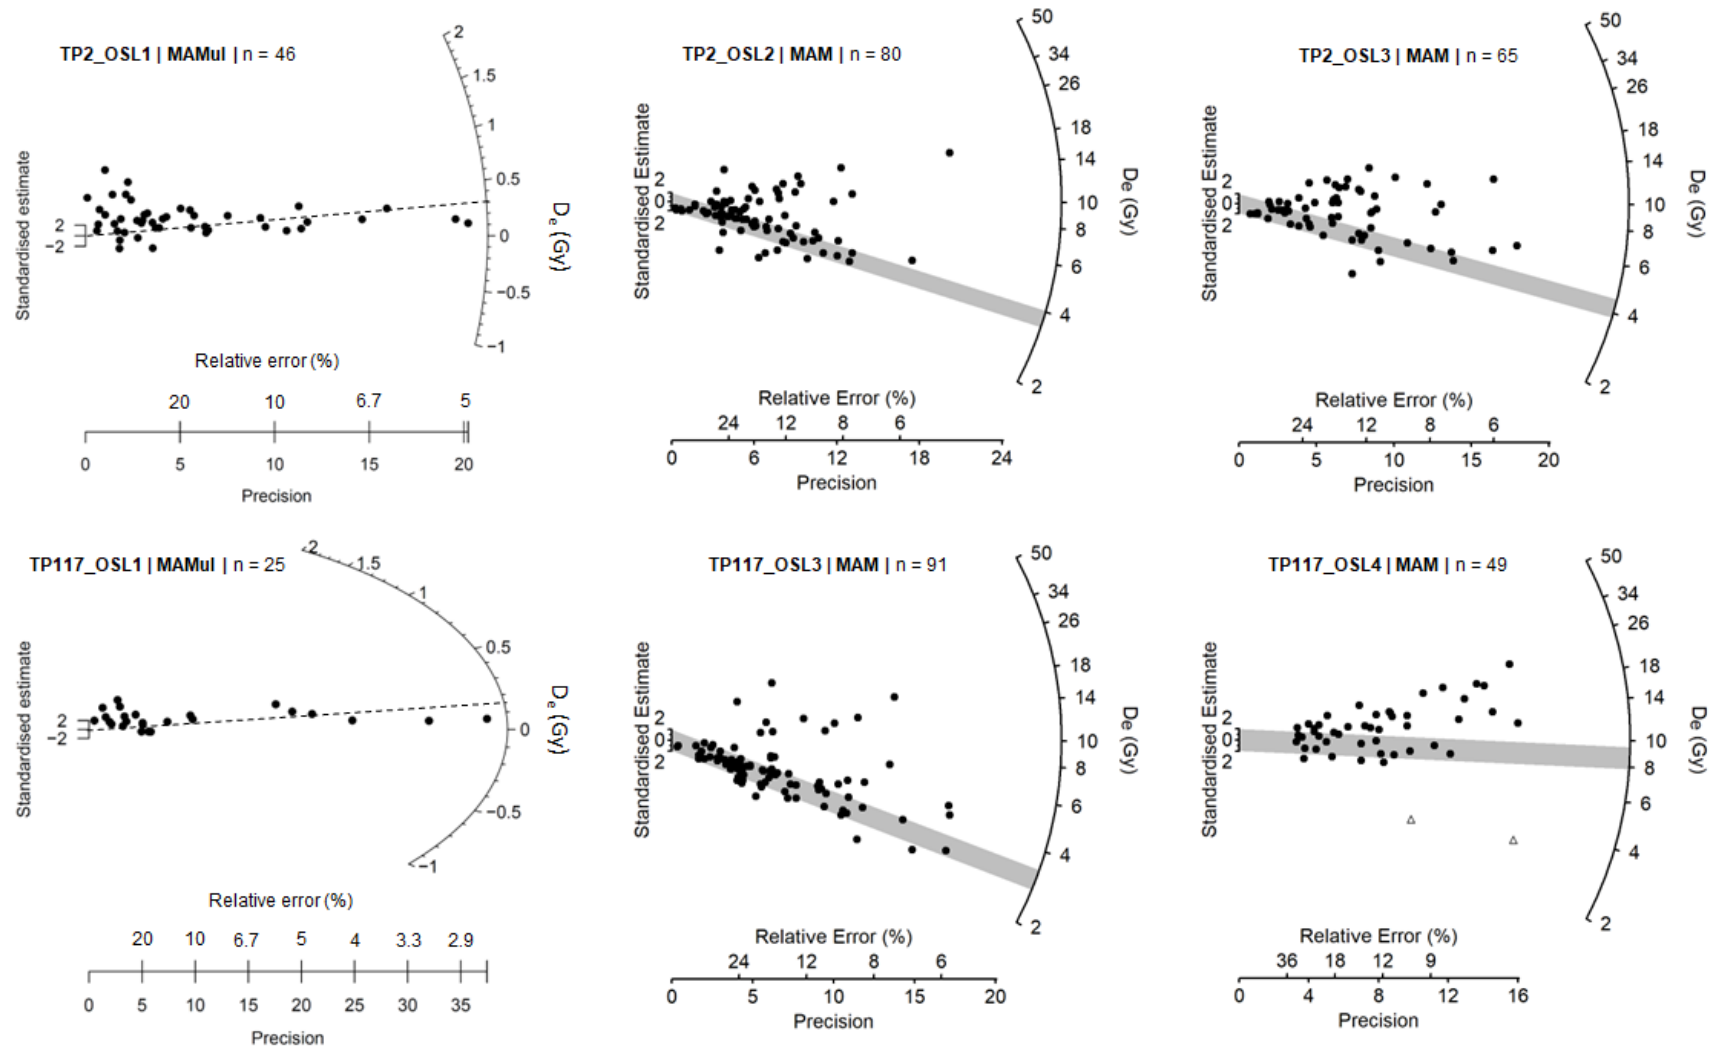 TP2_OSL1 | MAMul | n = 46
Standardised estimate
2
-2
2
1.5
1
0.5
0
-0.5
-1
De (Gy)
Relative error (%)
20 10 6.7 5
0 5 10 15 20
Precision
TP2_OSL2 | MAM | n = 80
Standardised Estimate
2
0
2
50
34
26
18
14
10
8
6
4
2
De (Gy)
Relative Error (%)
24 12 8 6
0 6 12 18 24
Precision
TP2_OSL3 | MAM | n = 65
Standardised Estimate
2
0
2
50
34
26
18
14
10
8
6
4
2
De (Gy)
Relative Error (%)
24 12 8 6
0 5 10 15 20
Precision
TP117_OSL1 | MAMul | n = 25
Standardised estimate
2
-2
2
1.5
1
0.5
0
-0.5
-1
De (Gy)
Relative error (%)
20 10 6.7 5 4 3.3 2.9
0 5 10 15 20 25 30 35
Precision
TP117_OSL3 | MAM | n = 91
Standardised Estimate
2
0
2
50
34
26
18
14
10
8
6
4
2
De (Gy)
Relative Error (%)
24 12 8 6
0 5 10 15 20
Precision
TP117_OSL4 | MAM | n = 49
Standardised Estimate
2
0
2
50
34
26
18
14
10
8
6
4
2
De (Gy)
Relative Error (%)
36 18 12 9
0 4 8 12 16
Precision